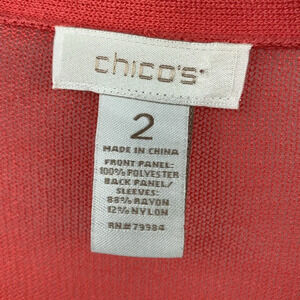 chico's
2
MADE IN CHINA
FRONT PANEL:
100% POLYESTER
BACK PANEL/
SLEEVES:
88% RAYON
12% NYLON
RN# 79984